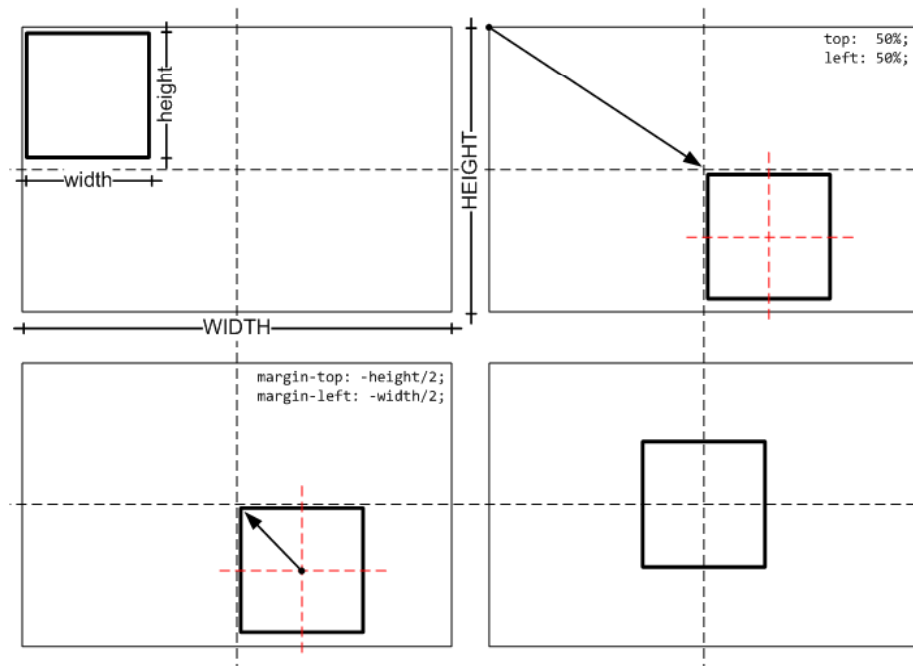 height
width
WIDTH
HEIGHT
top:  50%;
left: 50%;
margin-top: -height/2;
margin-left: -width/2;